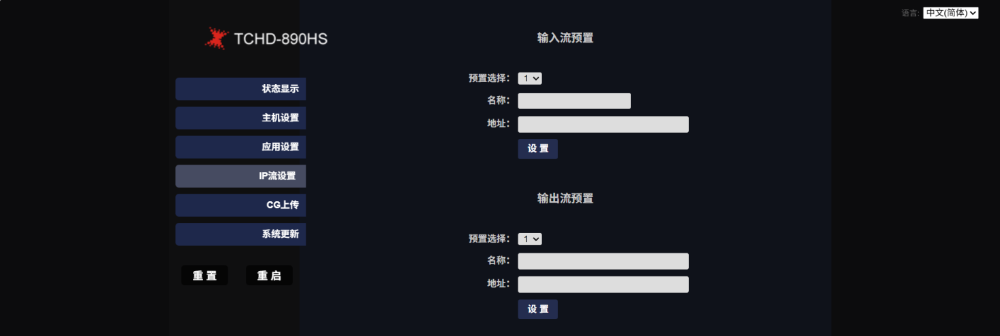 语言: 中文(简体)
TCHD-890HS
状态显示
主机设置
应用设置
IP流设置
CG上传
系统更新
重 置 重 启
输入流预置
预置选择： 1
名称：
地址：
设 置
输出流预置
预置选择： 1
名称：
地址：
设 置